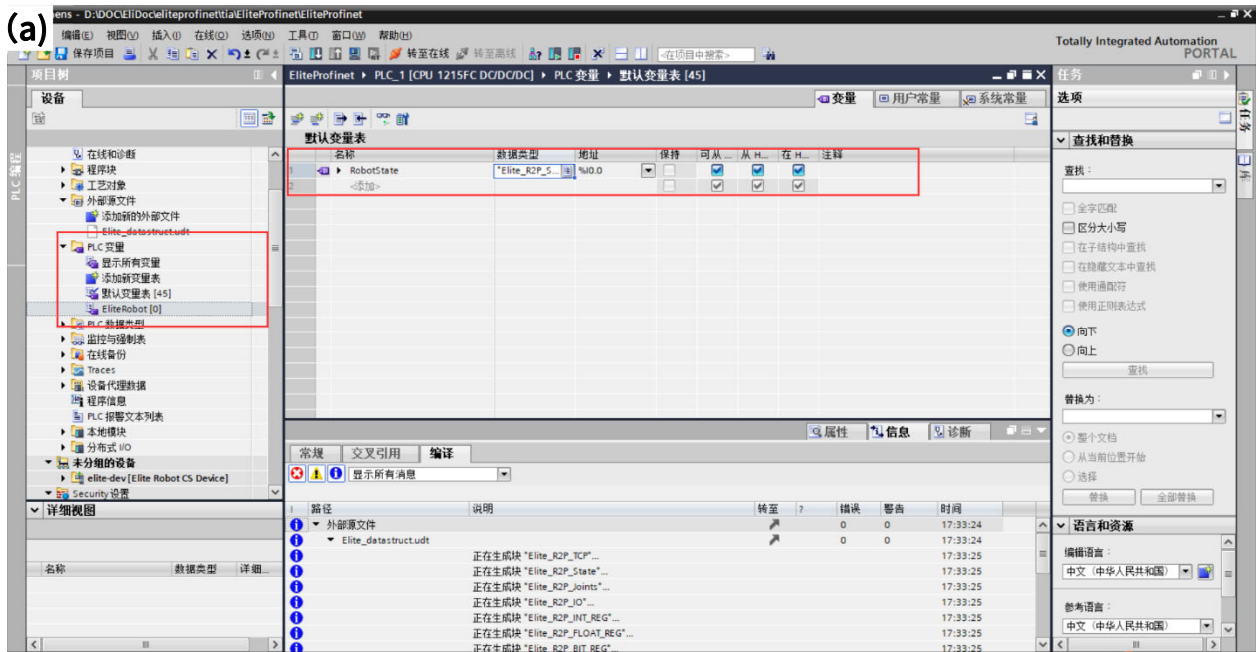 (a)
ens - D:\DOC\EliDoc\eliteprofinet\tia\EliteProfinet\EliteProfinet
编辑(E) 视图(V) 插入(I) 在线(O) 选项(N) 工具(T) 窗口(W) 帮助(H)
Totally Integrated Automation
PORTAL
保存项目 转至在线 转至离线 <在项目中搜索>
项目树
EliteProfinet ▸ PLC_1 [CPU 1215FC DC/DC/DC] ▸ PLC 变量 ▸ 默认变量表 [45]
任务
设备
变量 用户常量 系统常量
选项
默认变量表
名称 数据类型 地址 保持 可从... 从 H... 在 H... 注释
1 RobotState "Elite_R2P_S... %I0.0
2 <添加>
PLC 编程
在线和诊断
程序块
工艺对象
外部源文件
添加新的外部文件
Elite_datastruct.udt
PLC 变量
显示所有变量
添加新变量表
默认变量表 [45]
EliteRobot [0]
PLC 数据类型
监控与强制表
在线备份
Traces
设备代理数据
程序信息
PLC 报警文本列表
本地模块
分布式 I/O
未分组的设备
elite-dev [Elite Robot CS Device]
Security 设置
详细视图
名称 数据类型 详细...
查找和替换
查找：
全字匹配
区分大小写
在子结构中查找
在隐藏文本中查找
使用通配符
使用正则表达式
向下
向上
查找
替换为：
整个文档
从当前位置开始
选择
替换 全部替换
语言和资源
编辑语言：
中文（中华人民共和国）
参考语言：
中文（中华人民共和国）
任务
库
属性 信息 诊断
常规 交叉引用 编译
显示所有消息
! 路径 说明 转至 ? 错误 警告 时间
外部源文件 0 0 17:33:24
Elite_datastruct.udt 0 0 17:33:24
正在生成块 "Elite_R2P_TCP"... 17:33:25
正在生成块 "Elite_R2P_State"... 17:33:25
正在生成块 "Elite_R2P_Joints"... 17:33:25
正在生成块 "Elite_R2P_IO"... 17:33:25
正在生成块 "Elite_R2P_INT_REG"... 17:33:25
正在生成块 "Elite_R2P_FLOAT_REG"... 17:33:25
正在生成块 "Elite_R2P_BIT_REG"... 17:33:25